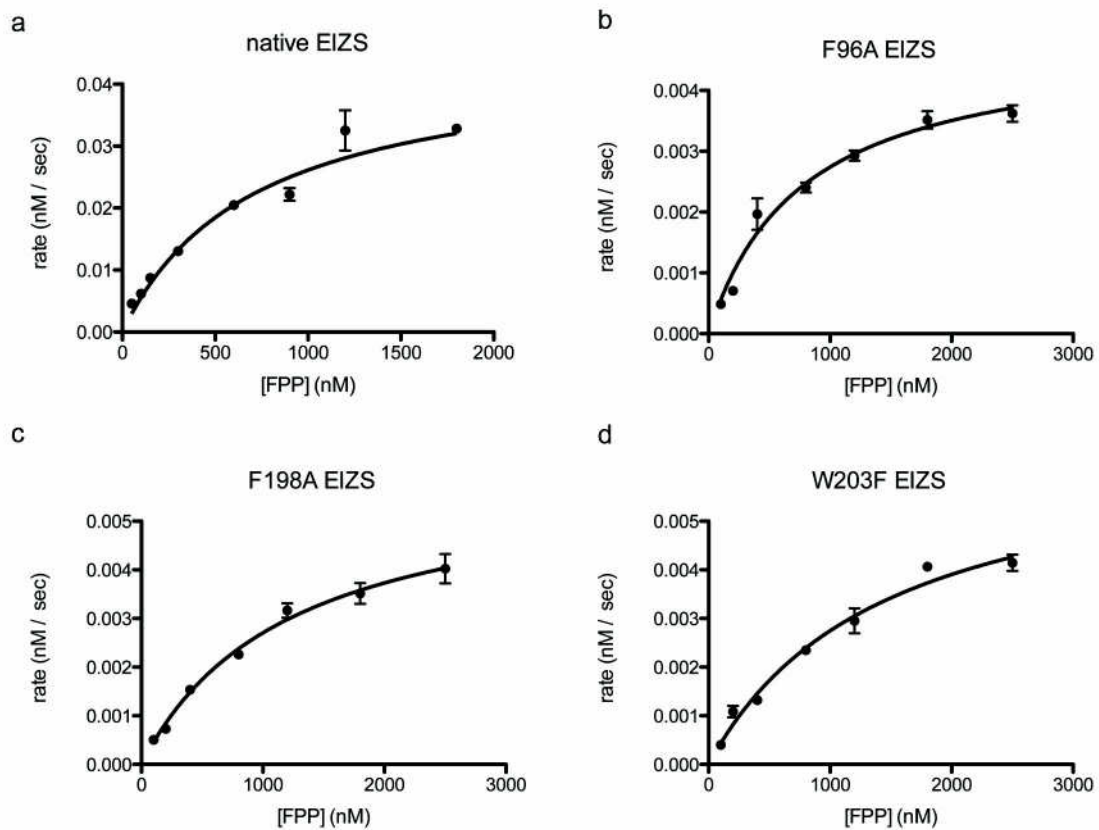 a
native EIZS
0.04
0.03
0.02
0.01
0.00
rate (nM / sec)
0
500
1000
1500
2000
[FPP] (nM)
b
F96A EIZS
0.004
0.003
0.002
0.001
0.000
rate (nM / sec)
0
1000
2000
3000
[FPP] (nM)
c
F198A EIZS
0.005
0.004
0.003
0.002
0.001
0.000
rate (nM / sec)
0
1000
2000
3000
[FPP] (nM)
d
W203F EIZS
0.005
0.004
0.003
0.002
0.001
0.000
rate (nM / sec)
0
1000
2000
3000
[FPP] (nM)